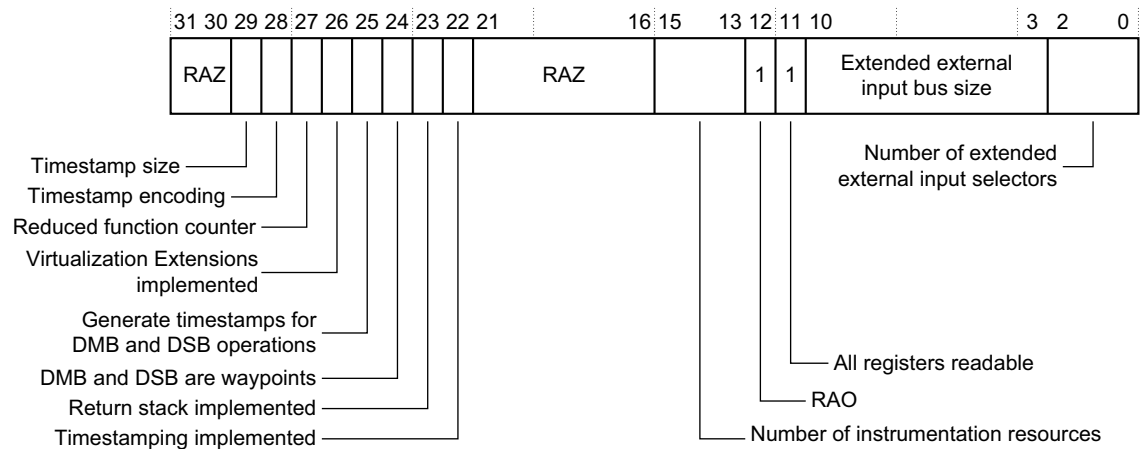 31 30 29 28 27 26 25 24 23 22 21 16 15 13 12 11 10 3 2 0
RAZ
RAZ
1
1
Extended external
input bus size
Timestamp size
Timestamp encoding
Reduced function counter
Virtualization Extensions
implemented
Generate timestamps for
DMB and DSB operations
DMB and DSB are waypoints
Return stack implemented
Timestamping implemented
Number of extended
external input selectors
All registers readable
RAO
Number of instrumentation resources